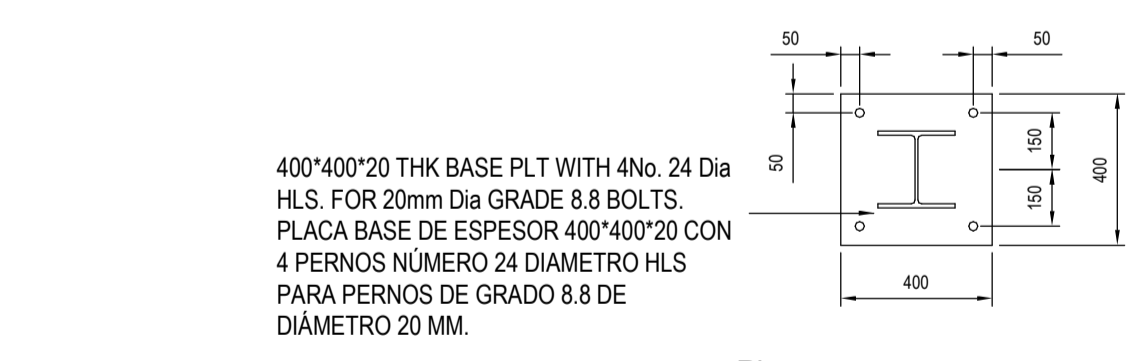 50
50
50
150
150
400
400*400*20 THK BASE PLT WITH 4No. 24 Dia
HLS. FOR 20mm Dia GRADE 8.8 BOLTS.
PLACA BASE DE ESPESOR 400*400*20 CON
4 PERNOS NÚMERO 24 DIAMETRO HLS
PARA PERNOS DE GRADO 8.8 DE
DIÁMETRO 20 MM.
400